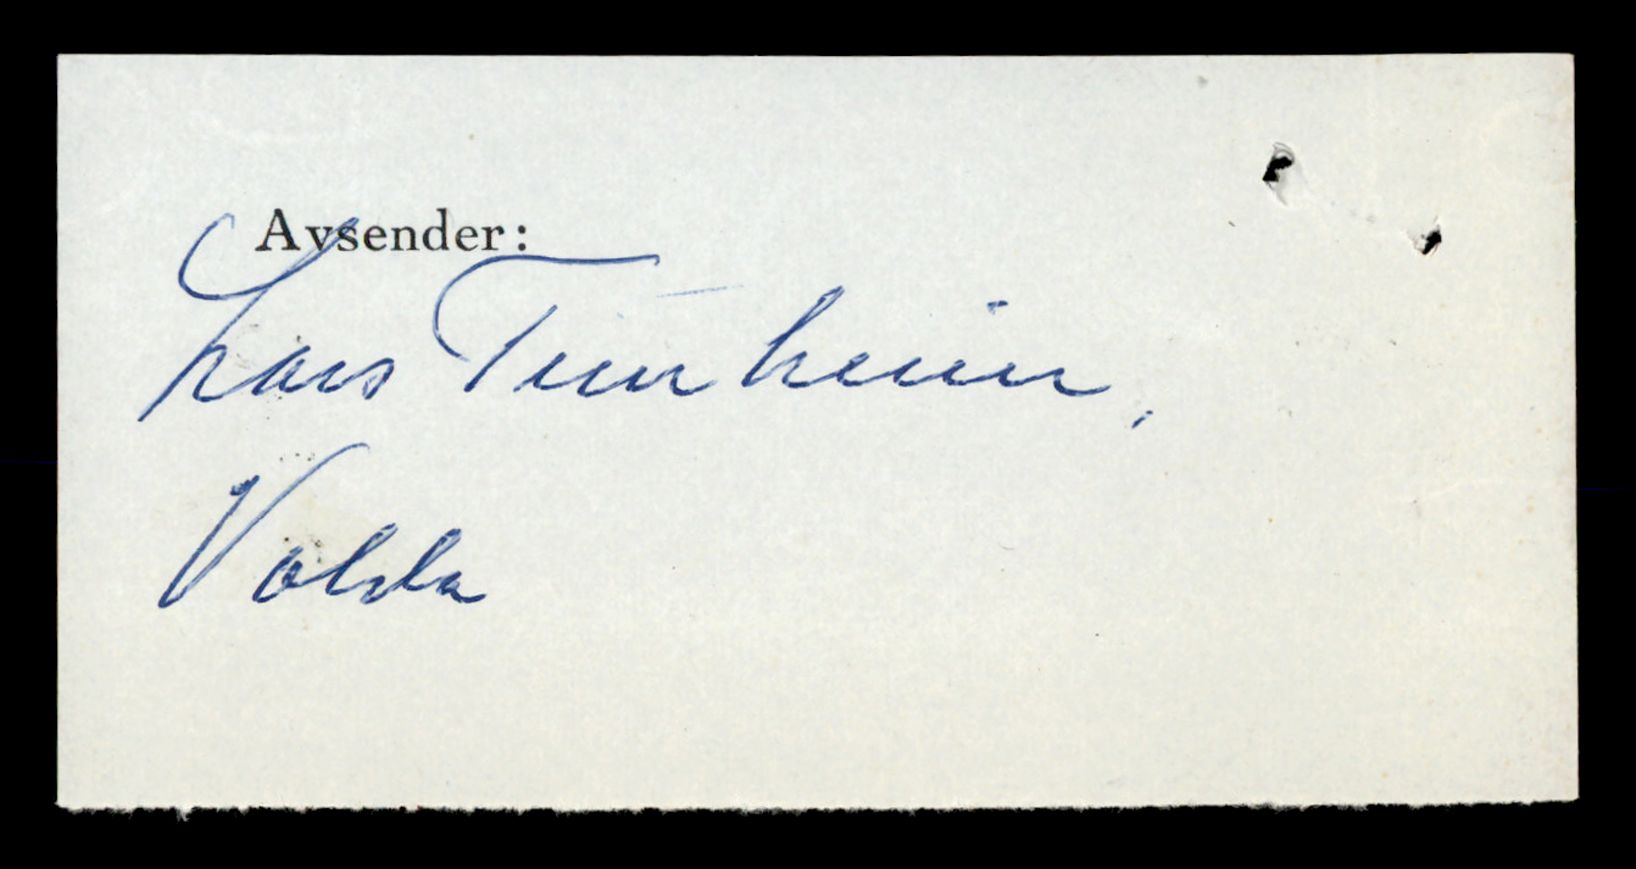 Avsender:
Lars Tunheim,
Volda